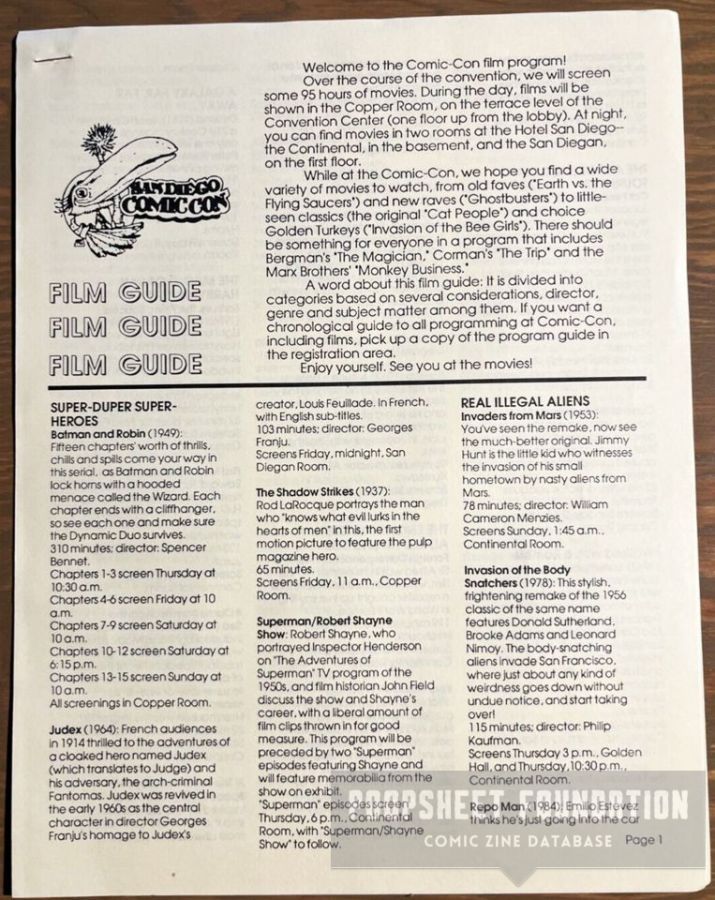 SAN DIEGO
COMIC CON
FILM GUIDE
FILM GUIDE
FILM GUIDE
Welcome to the Comic-Con film program!
Over the course of the convention, we will screen
some 95 hours of movies. During the day, films will be
shown in the Copper Room, on the terrace level of the
Convention Center (one floor up from the lobby). At night,
you can find movies in two rooms at the Hotel San Diego--
the Continental, in the basement, and the San Diegan,
on the first floor.
While at the Comic-Con, we hope you find a wide
variety of movies to watch, from old faves ("Earth vs. the
Flying Saucers") and new raves ("Ghostbusters") to little-
seen classics (the original "Cat People") and choice
Golden Turkeys ("Invasion of the Bee Girls"). There should
be something for everyone in a program that includes
Bergman's "The Magician," Corman's "The Trip" and the
Marx Brothers' "Monkey Business."
A word about this film guide: It is divided into
categories based on several considerations, director,
genre and subject matter among them. If you want a
chronological guide to all programming at Comic-Con,
including films, pick up a copy of the program guide in
the registration area.
Enjoy yourself. See you at the movies!
SUPER-DUPER SUPER-
HEROES
Batman and Robin (1949):
Fifteen chapters' worth of thrills,
chills and spills come your way in
this serial, as Batman and Robin
lock horns with a hooded
menace called the Wizard. Each
chapter ends with a cliffhanger,
so see each one and make sure
the Dynamic Duo survives.
310 minutes; director: Spencer
Bennet.
Chapters 1-3 screen Thursday at
10:30 a.m.
Chapters 4-6 screen Friday at 10
a.m.
Chapters 7-9 screen Saturday at
10 a.m.
Chapters 10-12 screen Saturday at
6:15 p.m.
Chapters 13-15 screen Sunday at
10 a.m.
All screenings in Copper Room.
Judex (1964): French audiences
in 1914 thrilled to the adventures of
a cloaked hero named Judex
(which translates to Judge) and
his adversary, the arch-criminal
Fantomas. Judex was revived in
the early 1960s as the central
character in director Georges
Franju's homage to Judex's
creator, Louis Feuillade. In French,
with English sub-titles.
103 minutes; director: Georges
Franju.
Screens Friday, midnight, San
Diegan Room.
The Shadow Strikes (1937):
Rod LaRocque portrays the man
who "knows what evil lurks in the
hearts of men" in this, the first
motion picture to feature the pulp
magazine hero.
65 minutes.
Screens Friday, 11 a.m., Copper
Room.
Superman/Robert Shayne
Show: Robert Shayne, who
portrayed Inspector Henderson
on "The Adventures of
Superman" TV program of the
1950s, and film historian John Field
discuss the show and Shayne's
career, with a liberal amount of
film clips thrown in for good
measure. This program will be
preceded by two "Superman"
episodes featuring Shayne and
will feature memorabilia from the
show on exhibit.
"Superman" episodes screen
Thursday, 6 p.m., Continental
Room, with "Superman/Shayne
Show" to follow.
REAL ILLEGAL ALIENS
Invaders from Mars (1953):
You've seen the remake, now see
the much-better original. Jimmy
Hunt is the little kid who witnesses
the invasion of his small
hometown by nasty aliens from
Mars.
78 minutes; director: William
Cameron Menzies.
Screens Sunday, 1:45 a.m.,
Continental Room.
Invasion of the Body
Snatchers (1978): This stylish,
frightening remake of the 1956
classic of the same name
features Donald Sutherland,
Brooke Adams and Leonard
Nimoy. The body-snatching
aliens invade San Francisco,
where just about any kind of
weirdness goes down without
undue notice, and start taking
over!
115 minutes; director: Philip
Kaufman.
Screens Thursday 3 p.m., Golden
Hall, and Thursday, 10:30 p.m.,
Continental Room.
Repo Man (1984): Emilio Estevez
thinks he's just going into the car
Page 1
POOPSHEET FOUNDATION
COMIC ZINE DATABASE